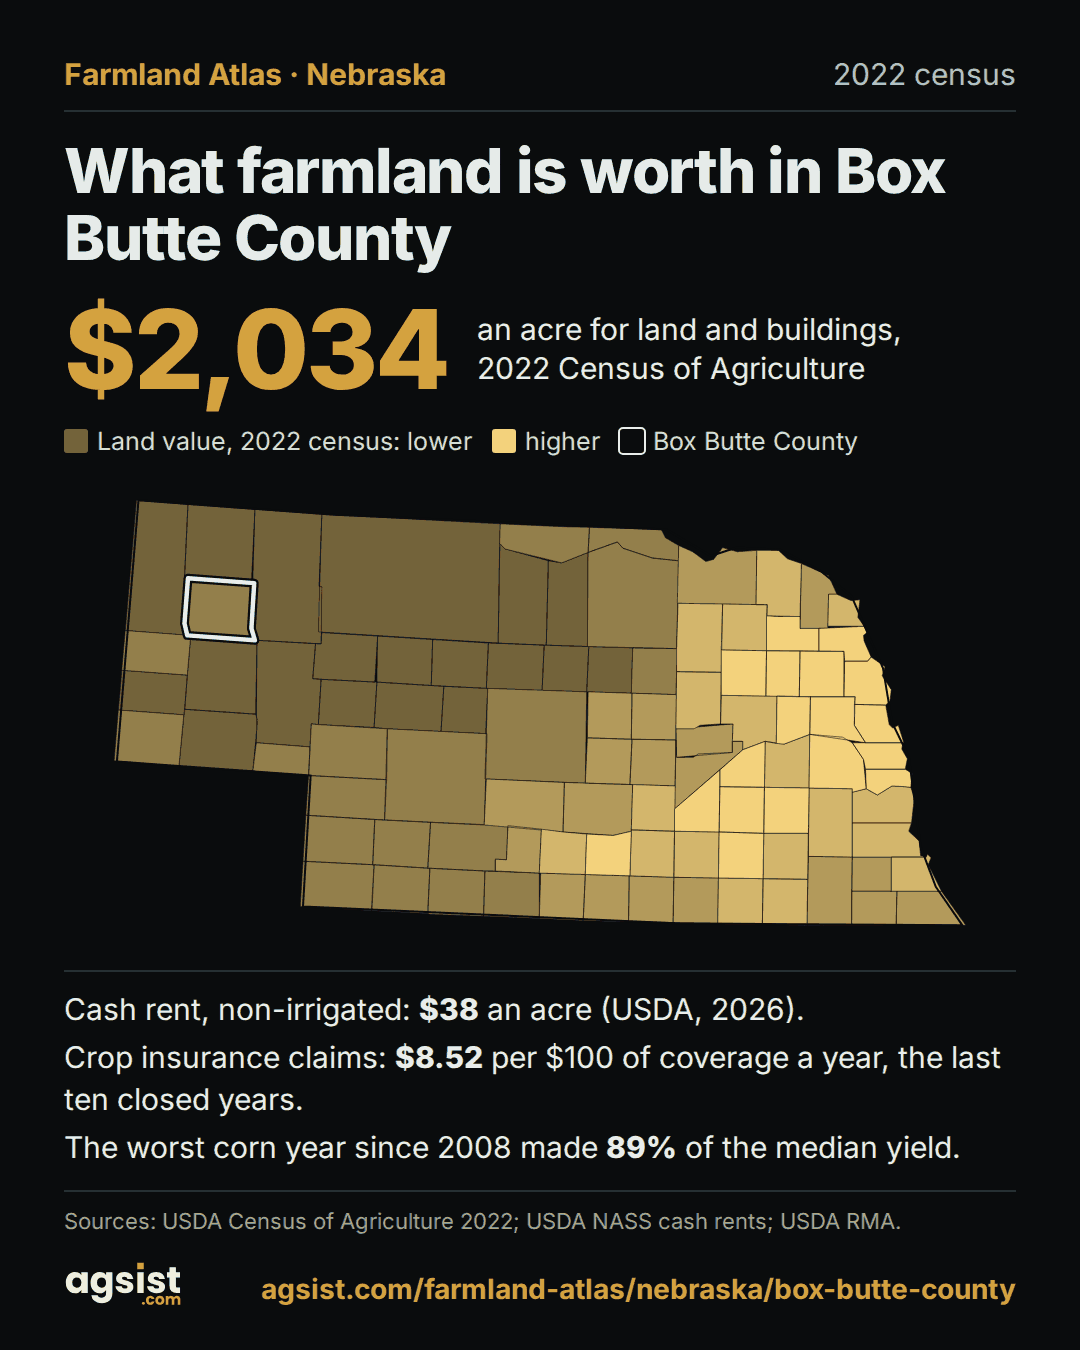 Farmland Atlas · Nebraska
2022 census
What farmland is worth in Box
Butte County
$2,034
an acre for land and buildings,
2022 Census of Agriculture
Land value, 2022 census: lower
higher
Box Butte County
Cash rent, non-irrigated: $38 an acre (USDA, 2026).
Crop insurance claims: $8.52 per $100 of coverage a year, the last
ten closed years.
The worst corn year since 2008 made 89% of the median yield.
Sources: USDA Census of Agriculture 2022; USDA NASS cash rents; USDA RMA.
agsist
.com
agsist.com/farmland-atlas/nebraska/box-butte-county